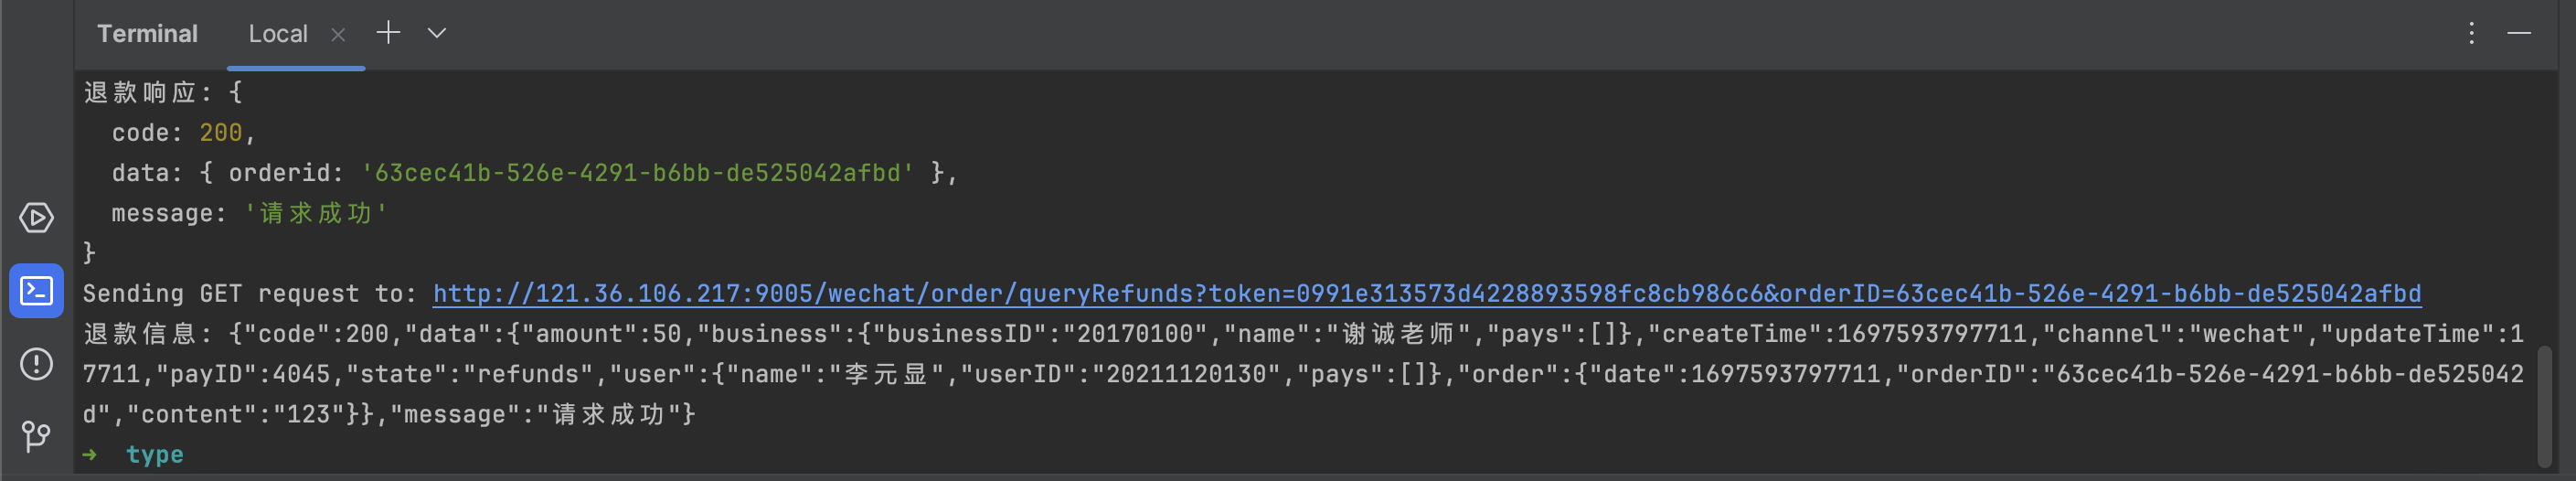 Terminal Local
退款响应: {
code: 200,
data: { orderid: '63cec41b-526e-4291-b6bb-de525042afbd' },
message: '请求成功'
}
Sending GET request to: http://121.36.106.217:9005/wechat/order/queryRefunds?token=0991e313573d4228893598fc8cb986c6&orderID=63cec41b-526e-4291-b6bb-de525042afbd
退款信息: {"code":200,"data":{"amount":50,"business":{"businessID":"20170100","name":"谢诚老师","pays":[]},"createTime":1697593797711,"channel":"wechat","updateTime":1
7711,"payID":4045,"state":"refunds","user":{"name":"李元显","userID":"20211120130","pays":[]},"order":{"date":1697593797711,"orderID":"63cec41b-526e-4291-b6bb-de525042
d","content":"123"}},"message":"请求成功"}
→ type